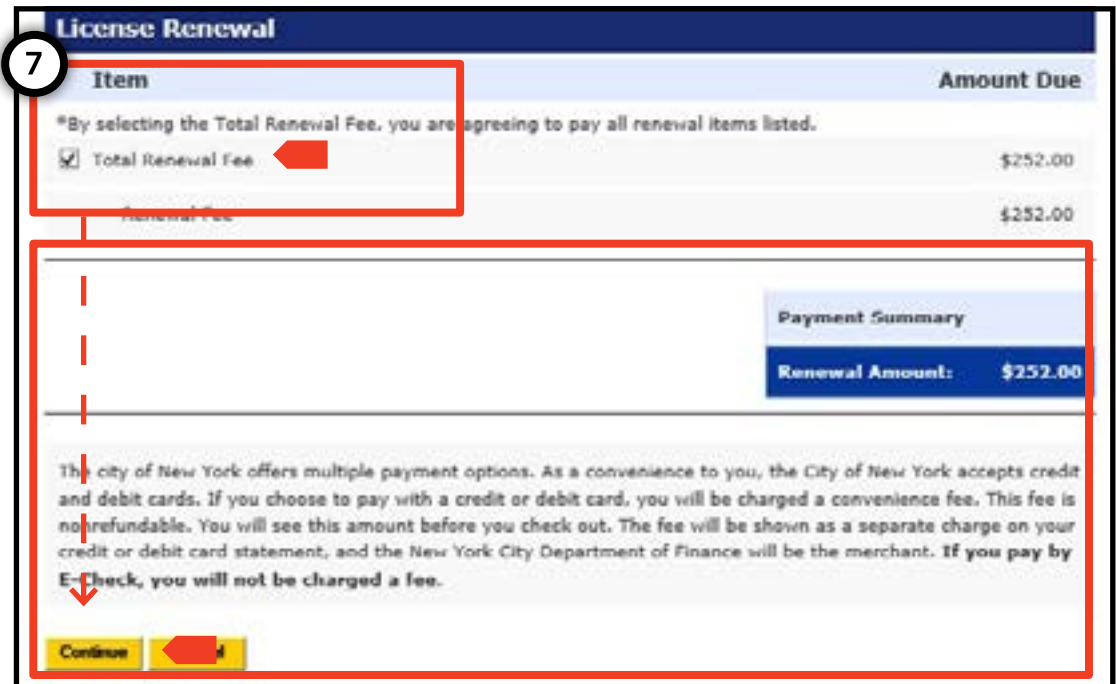 License Renewal
7
Item Amount Due
*By selecting the Total Renewal Fee, you are agreeing to pay all renewal items listed.
Total Renewal Fee $252.00
Renewal Fee $252.00
Payment Summary
Renewal Amount: $252.00
The city of New York offers multiple payment options. As a convenience to you, the City of New York accepts credit
and debit cards. If you choose to pay with a credit or debit card, you will be charged a convenience fee. This fee is
nonrefundable. You will see this amount before you check out. The fee will be shown as a separate charge on your
credit or debit card statement, and the New York City Department of Finance will be the merchant. If you pay by
E-Check, you will not be charged a fee.
Continue